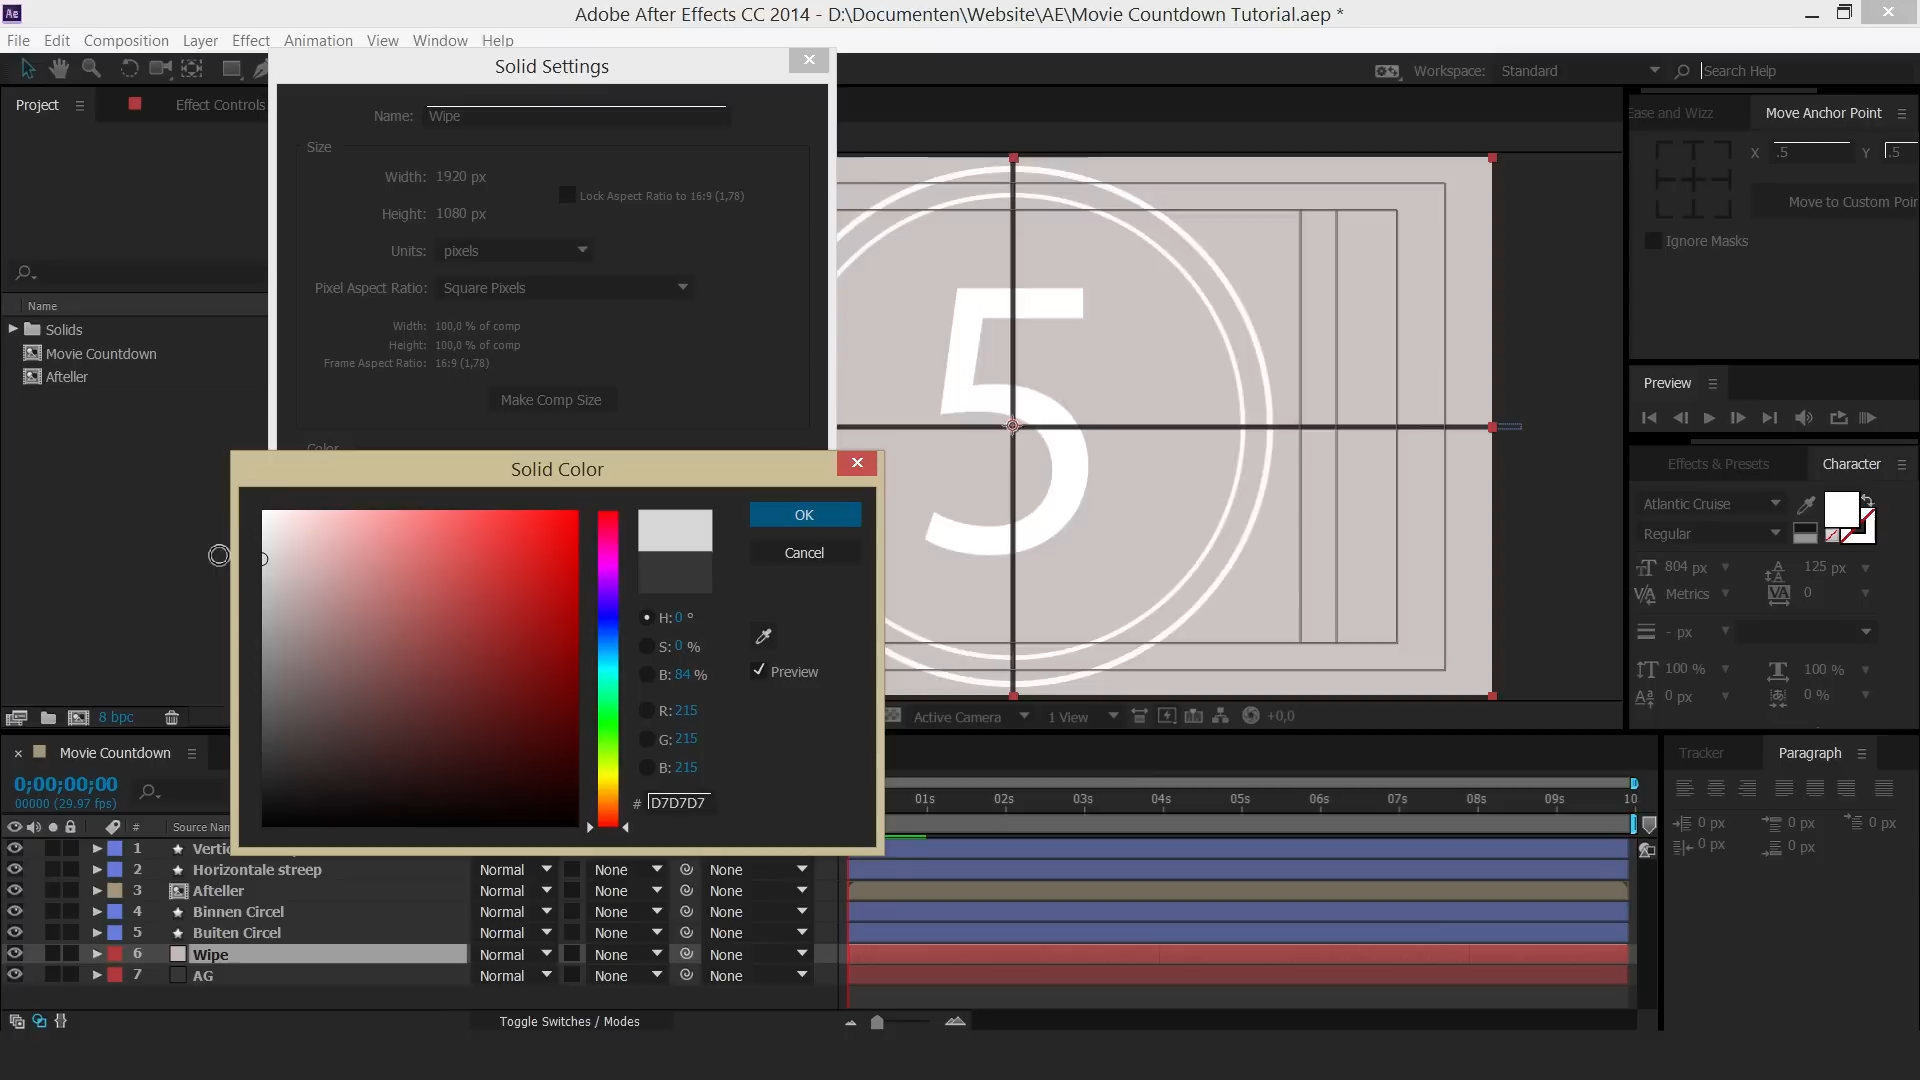 Ae
Adobe After Effects CC 2014 - D:\Documenten\Website\AE\Movie Countdown Tutorial.aep *
File Edit Composition Layer Effect Animation View Window Help
Solid Settings
Workspace: Standard
Search Help
Project
Effect Controls
Name: Wipe
Size
Width: 1920 px
Lock Aspect Ratio to 16:9 (1,78)
Height: 1080 px
Units: pixels
Pixel Aspect Ratio: Square Pixels
Width: 100,0 % of comp
Height: 100,0 % of comp
Frame Aspect Ratio: 16:9 (1,78)
Make Comp Size
Color
Name
Solids
Movie Countdown
Afteller
5
Ease and Wizz
Move Anchor Point
X .5 Y .5
Move to Custom Poin
Ignore Masks
Preview
Effects & Presets
Character
Atlantic Cruise
Regular
804 px
125 px
Metrics
0
- px
100 %
100 %
0 px
0 %
Solid Color
OK
Cancel
H: 0 °
S: 0 %
B: 84 %
Preview
R: 215
G: 215
B: 215
# D7D7D7
8 bpc
Active Camera
1 View
+0,0
Movie Countdown
0;00;00;00
00000 (29.97 fps)
# Source Name
01s 02s 03s 04s 05s 06s 07s 08s 09s 10
Tracker
Paragraph
0 px 0 px 0 px
0 px 0 px
1 Vertic
2 Horizontale streep Normal None None
3 Afteller Normal None None
4 Binnen Circel Normal None None
5 Buiten Circel Normal None None
6 Wipe Normal None None
7 AG Normal None None
Toggle Switches / Modes